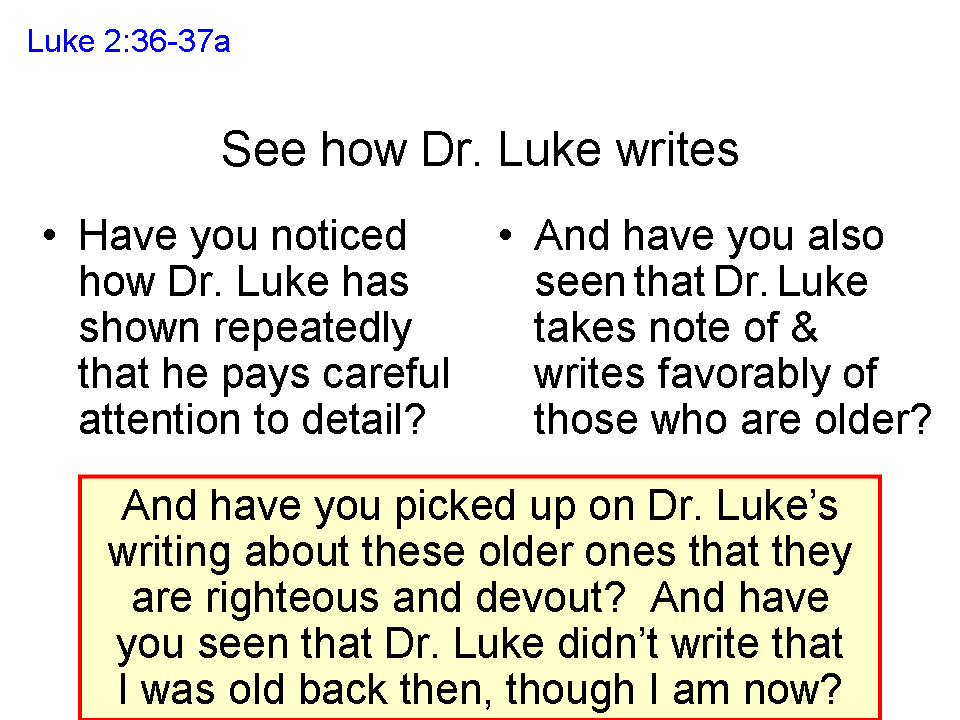 Luke 2:36-37a
See how Dr. Luke writes
• Have you noticed
how Dr. Luke has
shown repeatedly
that he pays careful
attention to detail?
• And have you also
seen that Dr. Luke
takes note of &
writes favorably of
those who are older?
And have you picked up on Dr. Luke’s
writing about these older ones that they
are righteous and devout?  And have
you seen that Dr. Luke didn’t write that
I was old back then, though I am now?